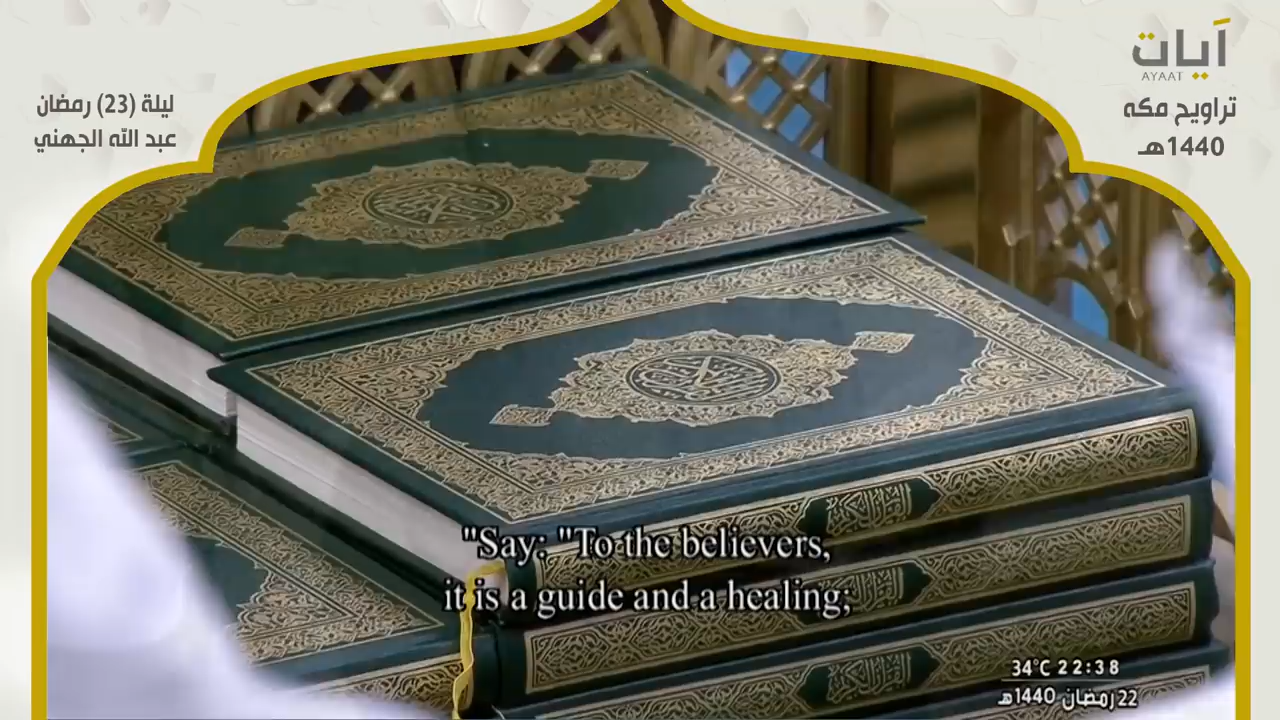 آيات
AYAAT
تراويح مكه
1440هـ
ليلة (23) رمضان
عبد الله الجهني
"Say: "To the believers,
it is a guide and a healing;
34°C 22:38
22 رمضان 1440هـ